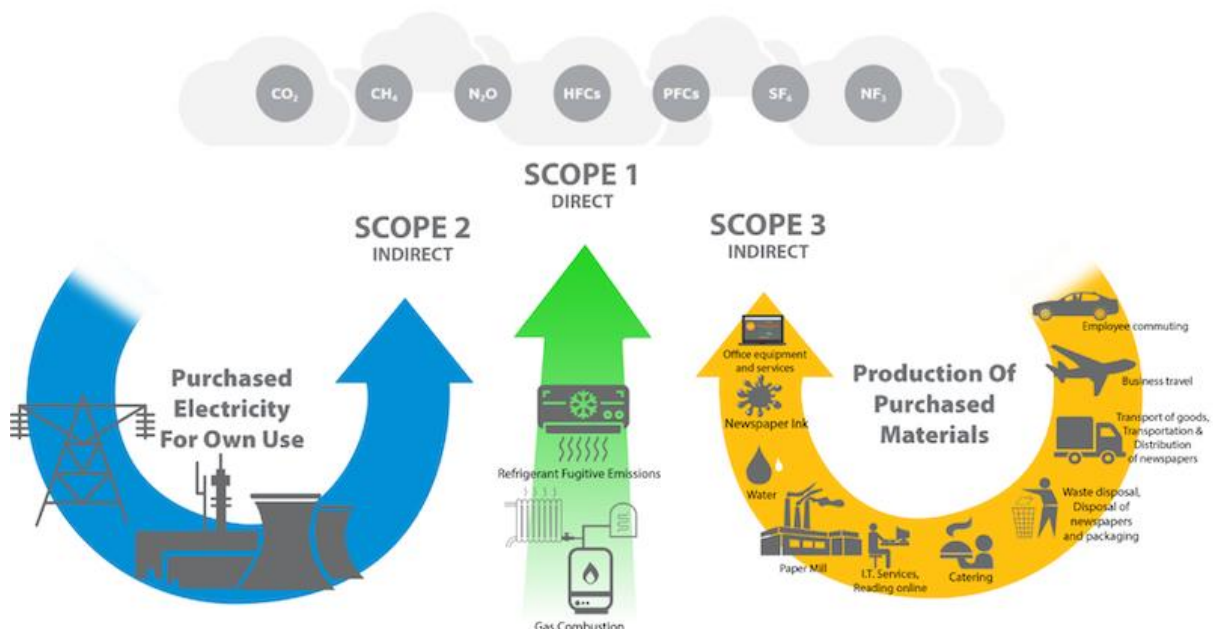 CO₂
CH₄
N₂O
HFCs
PFCs
SF₆
NF₃
SCOPE 1
DIRECT
SCOPE 2
INDIRECT
SCOPE 3
INDIRECT
Purchased
Electricity
For Own Use
Refrigerant Fugitive Emissions
Gas Combustion
Production Of
Purchased
Materials
Office equipment
and services
Newspaper Ink
Water
Paper Mill
I.T. Services,
Reading online
Catering
Waste disposal,
Disposal of
newspapers
and packaging
Transport of goods,
Transportation &
Distribution
of newspapers
Business travel
Employee commuting